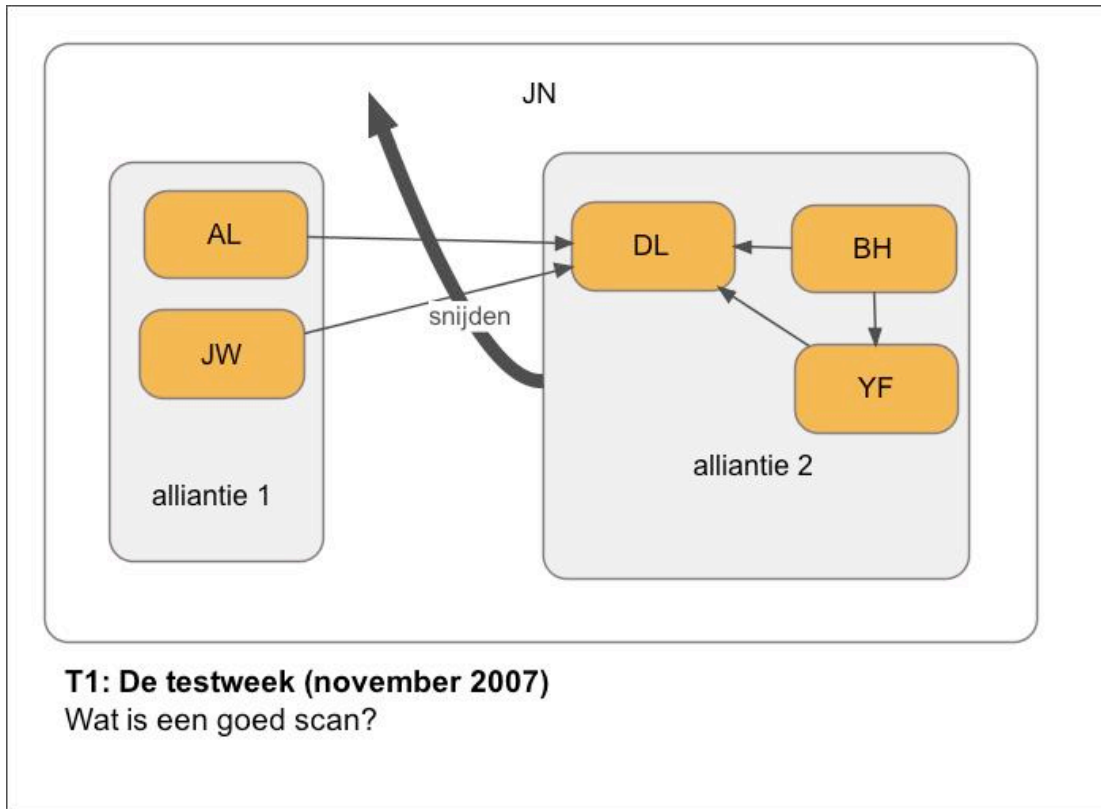 JN
AL
JW
alliantie 1
snijden
DL
BH
YF
alliantie 2
T1: De testweek (november 2007)
Wat is een goed scan?